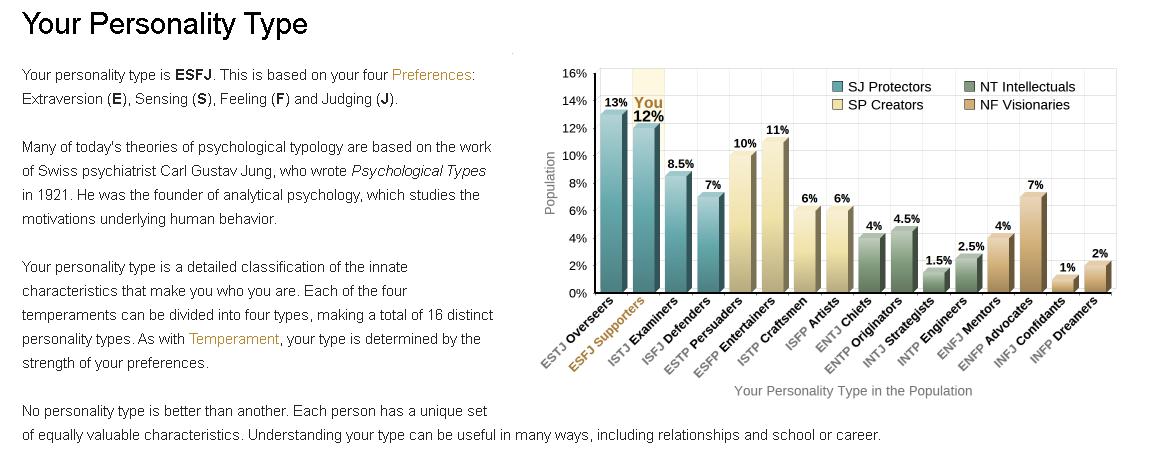 Your Personality Type
Your personality type is ESFJ. This is based on your four Preferences:
Extraversion (E), Sensing (S), Feeling (F) and Judging (J).
Many of today's theories of psychological typology are based on the work
of Swiss psychiatrist Carl Gustav Jung, who wrote Psychological Types
in 1921. He was the founder of analytical psychology, which studies the
motivations underlying human behavior.
Your personality type is a detailed classification of the innate
characteristics that make you who you are. Each of the four
temperaments can be divided into four types, making a total of 16 distinct
personality types. As with Temperament, your type is determined by the
strength of your preferences.
No personality type is better than another. Each person has a unique set
of equally valuable characteristics. Understanding your type can be useful in many ways, including relationships and school or career.
Population
16%
14%
12%
10%
8%
6%
4%
2%
0%
SJ Protectors
NT Intellectuals
SP Creators
NF Visionaries
13%
You
12%
8.5%
7%
10%
11%
6%
6%
4%
4.5%
1.5%
2.5%
4%
7%
1%
2%
ESTJ Overseers
ESFJ Supporters
ISTJ Examiners
ISFJ Defenders
ESTP Persuaders
ESFP Entertainers
ISTP Craftsmen
ISFP Artists
ENTJ Chiefs
ENTP Originators
INTJ Strategists
INTP Engineers
ENFJ Mentors
ENFP Advocates
INFJ Confidants
INFP Dreamers
Your Personality Type in the Population